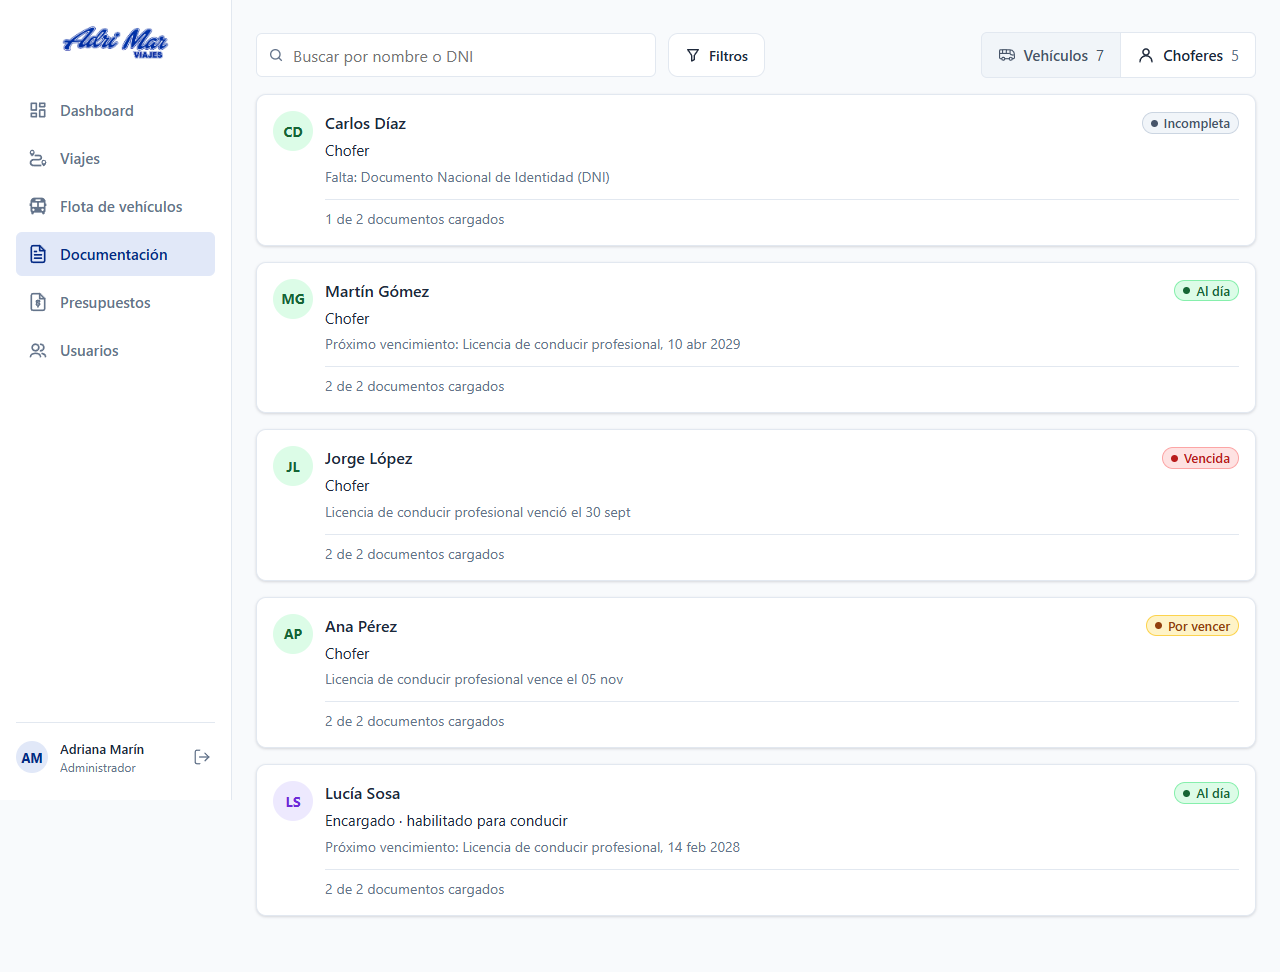 Adri Mar
VIAJES
Dashboard
Viajes
Flota de vehículos
Documentación
Presupuestos
Usuarios
AM
Adriana Marín
Administrador
Buscar por nombre o DNI
Filtros
Vehículos 7
Choferes 5
CD
Carlos Díaz
Incompleta
Chofer
Falta: Documento Nacional de Identidad (DNI)
1 de 2 documentos cargados
MG
Martín Gómez
Al día
Chofer
Próximo vencimiento: Licencia de conducir profesional, 10 abr 2029
2 de 2 documentos cargados
JL
Jorge López
Vencida
Chofer
Licencia de conducir profesional venció el 30 sept
2 de 2 documentos cargados
AP
Ana Pérez
Por vencer
Chofer
Licencia de conducir profesional vence el 05 nov
2 de 2 documentos cargados
LS
Lucía Sosa
Al día
Encargado · habilitado para conducir
Próximo vencimiento: Licencia de conducir profesional, 14 feb 2028
2 de 2 documentos cargados